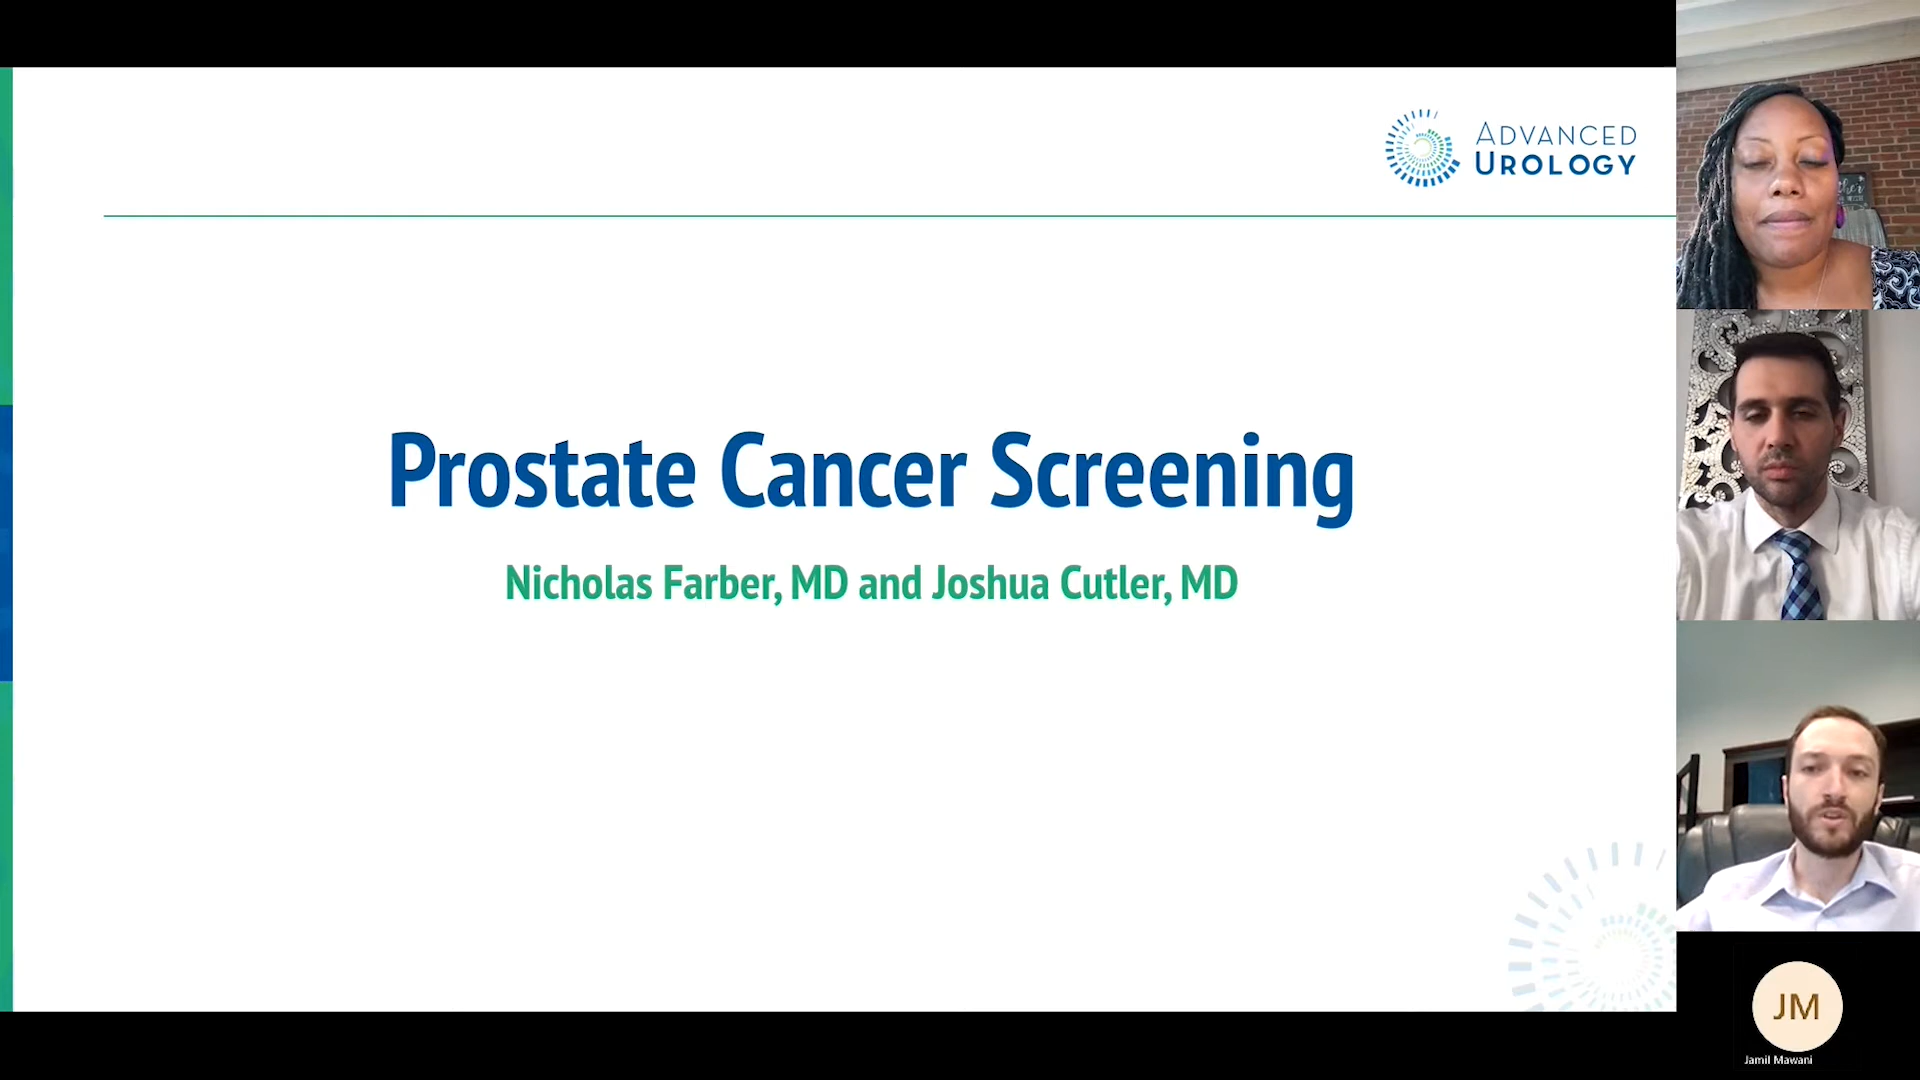 ADVANCED
UROLOGY
Prostate Cancer Screening
Nicholas Farber, MD and Joshua Cutler, MD
JM
Jamil Mawani